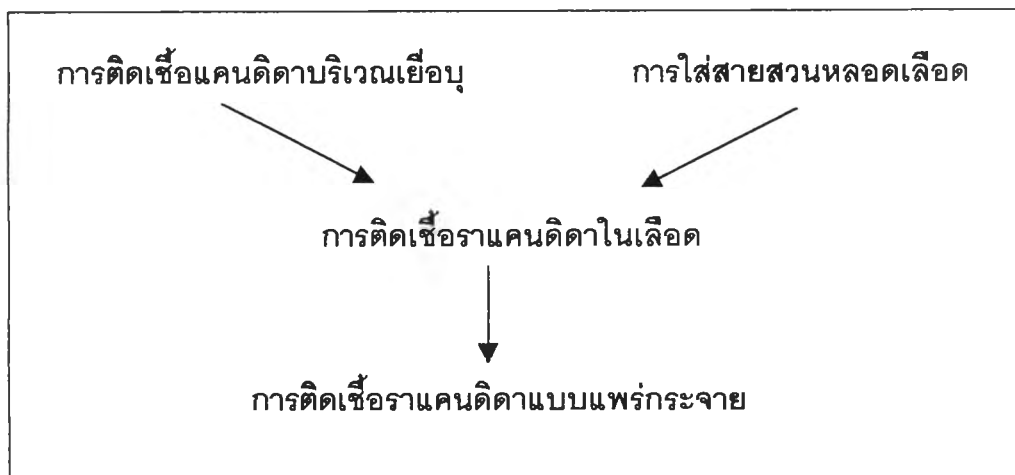 การติดเชื้อแคนดิดาบริเวณเยื่อบุ
การใส่สายสวนหลอดเลือด
การติดเชื้อราแคนดิดาในเลือด
การติดเชื้อราแคนดิดาแบบแพร่กระจาย